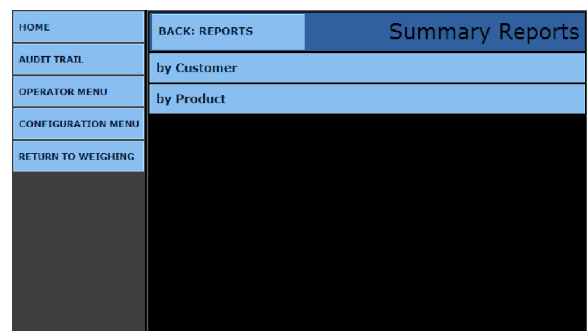 HOME
AUDIT TRAIL
OPERATOR MENU
CONFIGURATION MENU
RETURN TO WEIGHING
BACK: REPORTS
Summary Reports
by Customer
by Product